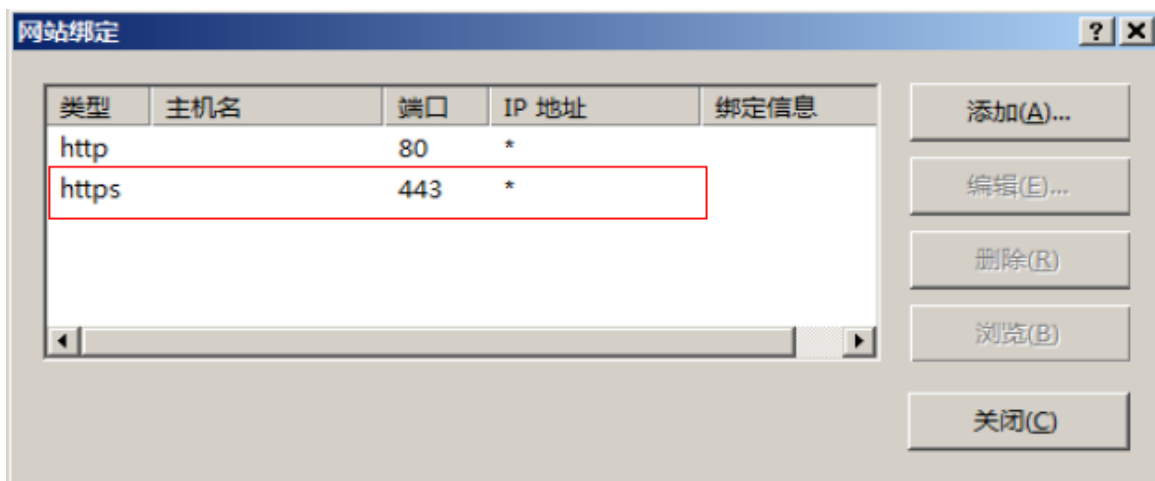 网站绑定
类型 主机名 端口 IP 地址 绑定信息
http 80 *
https 443 *
添加(A)...
编辑(E)...
删除(R)
浏览(B)
关闭(C)